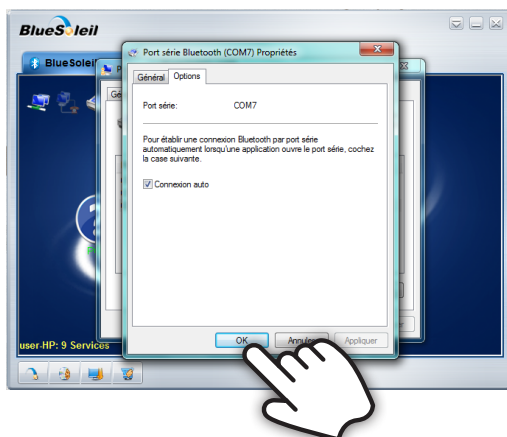 BlueSoleil
BlueSoleil
Port série Bluetooth (COM7) Propriétés
Général Options
Port série: COM7
Pour établir une connexion Bluetooth par port série
automatiquement lorsqu'une application ouvre le port série, cochez
la case suivante.
Connexion auto
OK Annuler Appliquer
user-HP: 9 Services